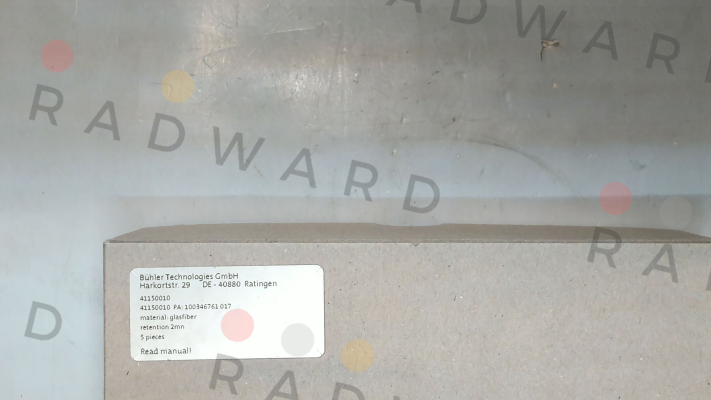 RADWARD
RADWARD
Bühler Technologies GmbH
Harkortstr. 29 DE - 40880 Ratingen
41150010
41150010 PA: 100346761 017
material: glasfiber
retention 2mn
5 pieces
Read manual!
RA
D
RADWARD